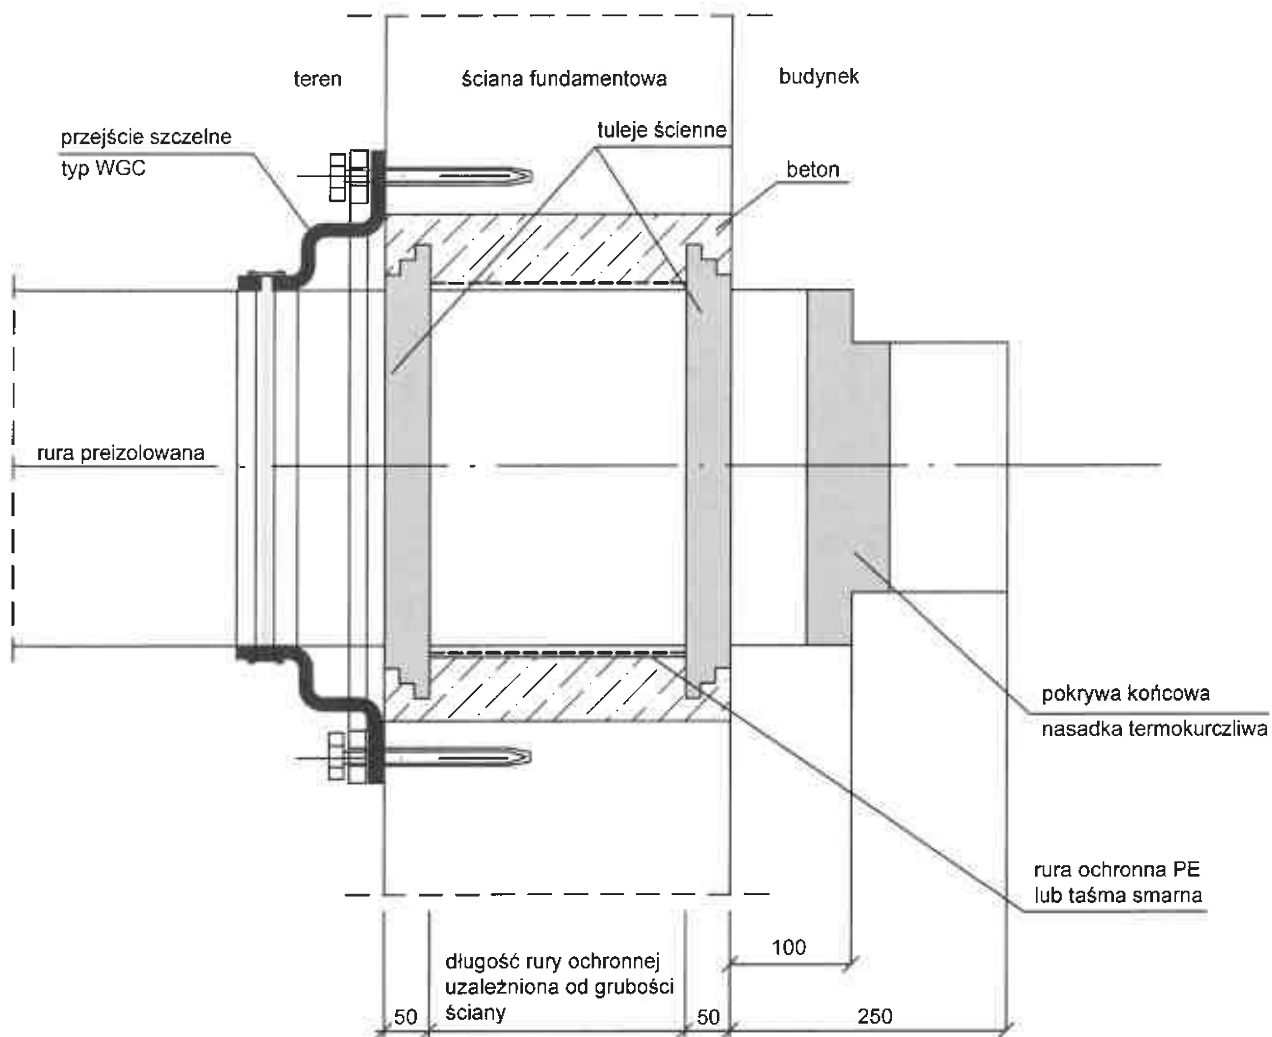 teren
ściana fundamentowa
budynek
przejście szczelne
typ WGC
tuleje ścienne
beton
rura preizolowana
pokrywa końcowa
nasadka termokurczliwa
rura ochronna PE
lub taśma smarna
100
długość rury ochronnej
uzależniona od grubości
ściany
50
50
250